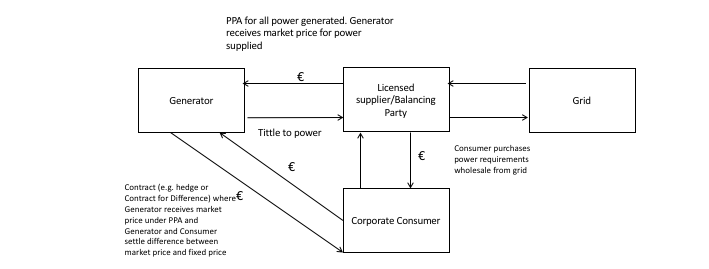 PPA for all power generated. Generator
receives market price for power
supplied
€
Generator
Licensed
supplier/Balancing
Party
Grid
Tittle to power
€
€
Consumer purchases
power requirements
wholesale from grid
Contract (e.g. hedge or
Contract for Difference) where
€
Generator receives market
price under PPA and
Generator and Consumer
settle difference between
market price and fixed price
Corporate Consumer